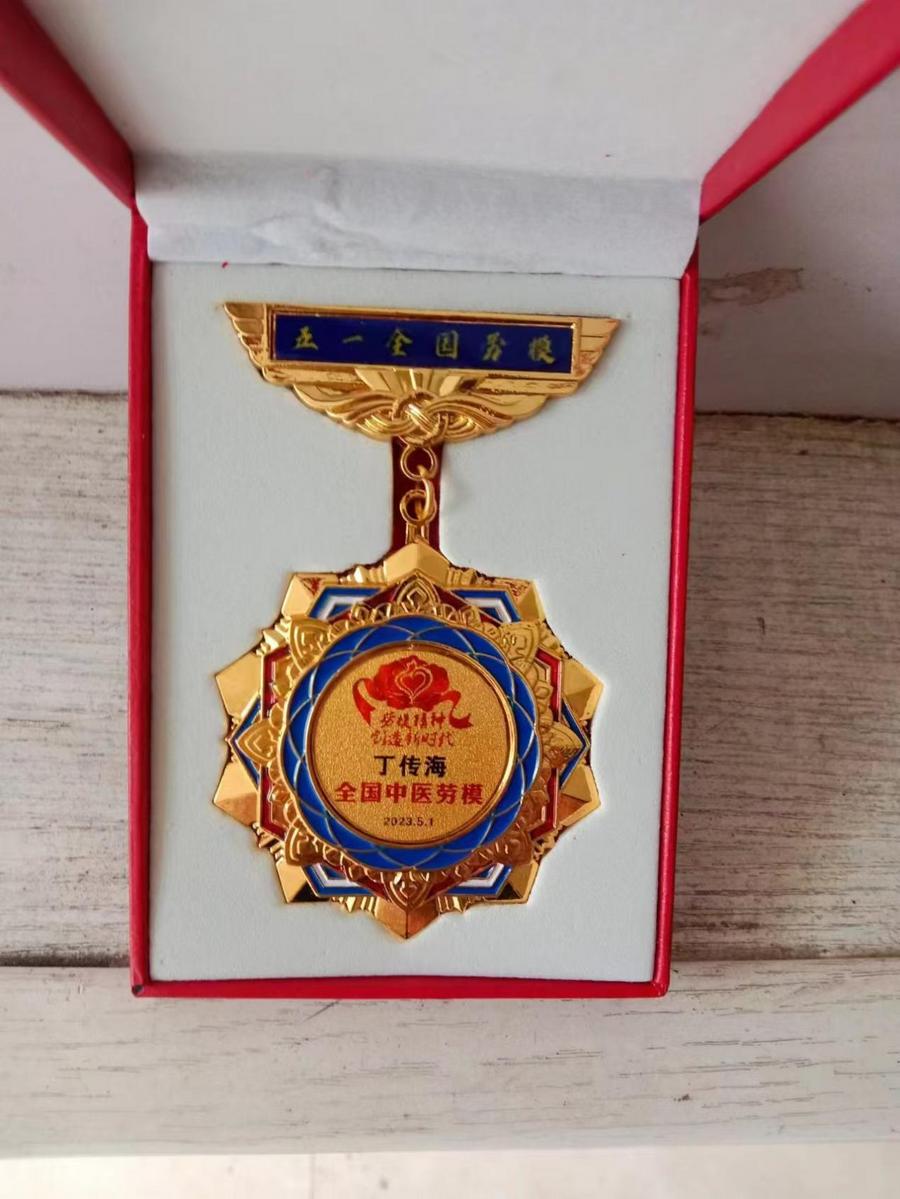 五一全国劳模
劳模精神
创造新时代
丁传海
全国中医劳模
2023.5.1